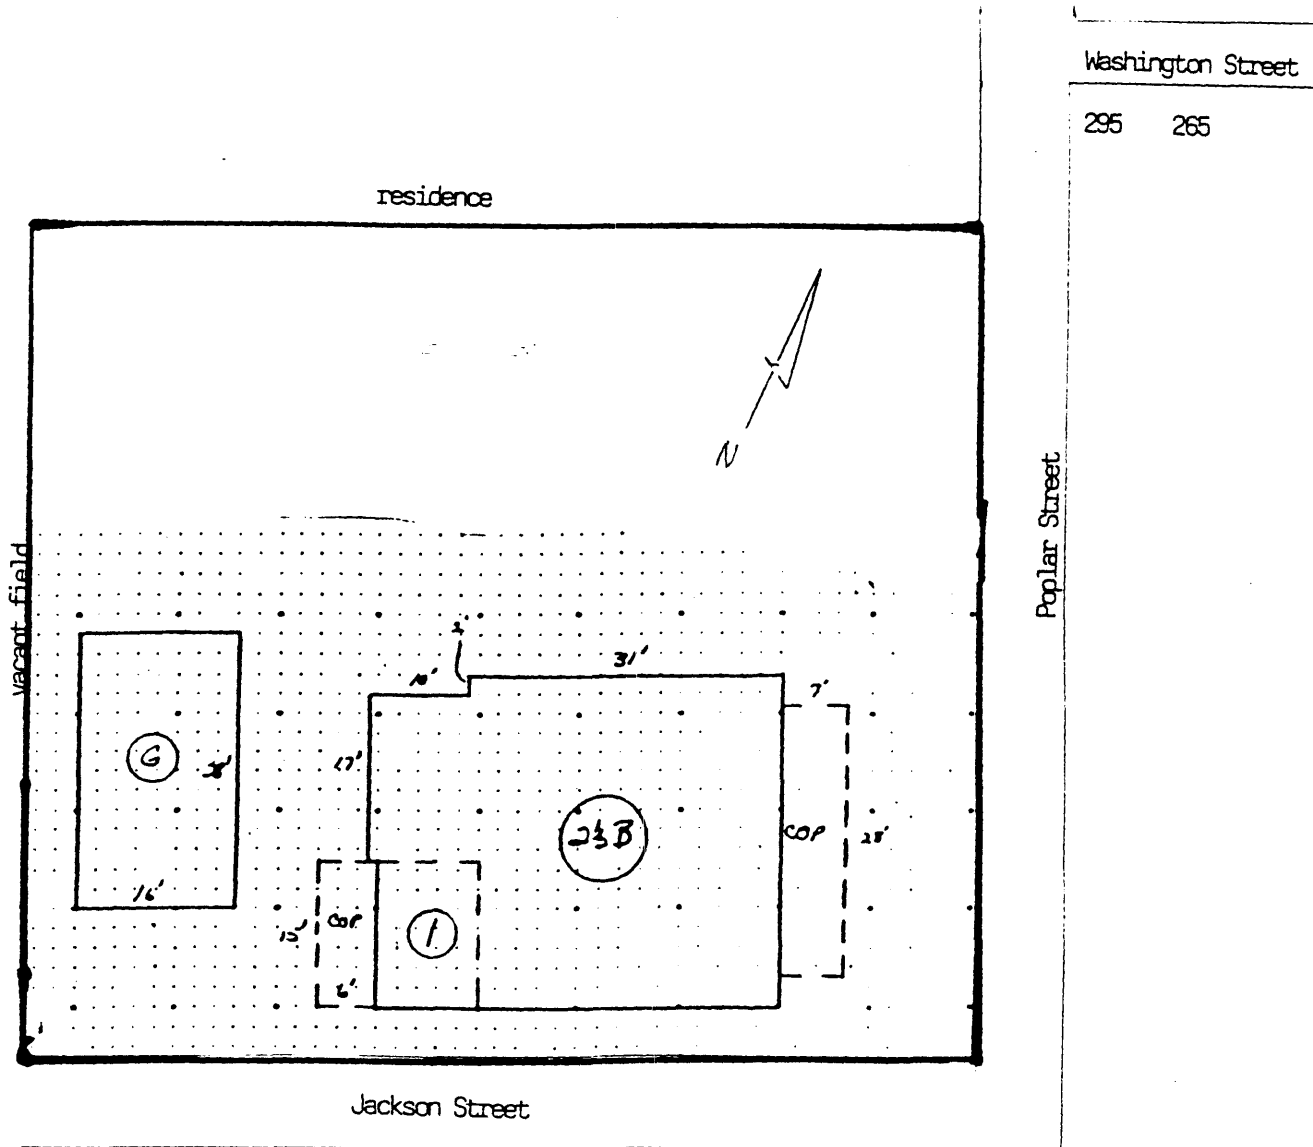 Washington Street
295 265
residence
N
Poplar Street
vacant field
2'
31'
10'
7'
G
17'
2½B
COP
28'
16'
COP
15'
1
6'
Jackson Street